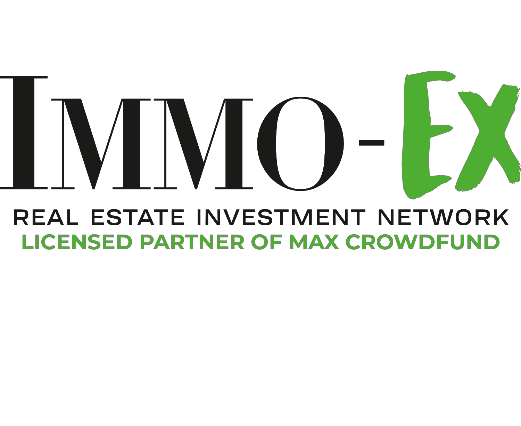 IMMO-EX
REAL ESTATE INVESTMENT NETWORK
LICENSED PARTNER OF MAX CROWDFUND